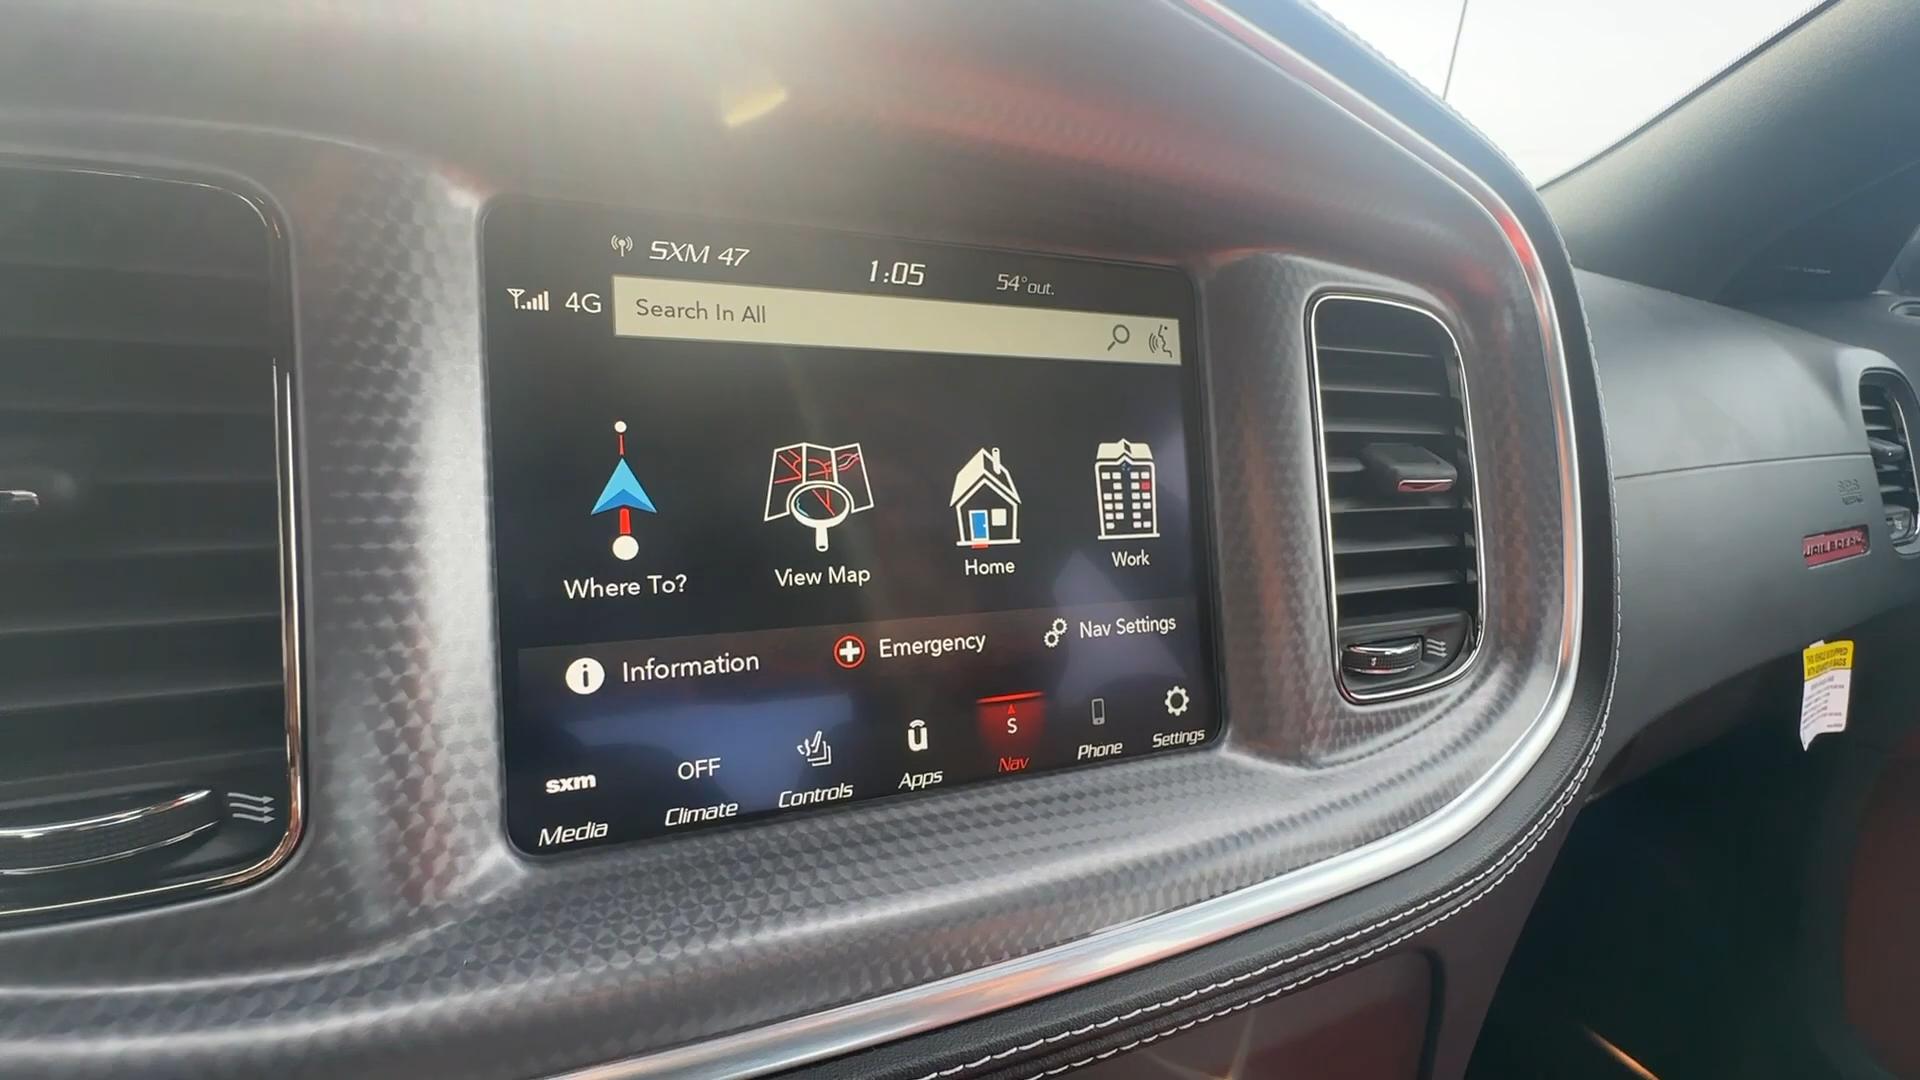 SXM 47
1:05
54° out.
4G
Search In All
Where To?
View Map
Home
Work
Information
Emergency
Nav Settings
sxm
Media
OFF
Climate
Controls
û
Apps
S
Nav
Phone
Settings
JAILBREAK